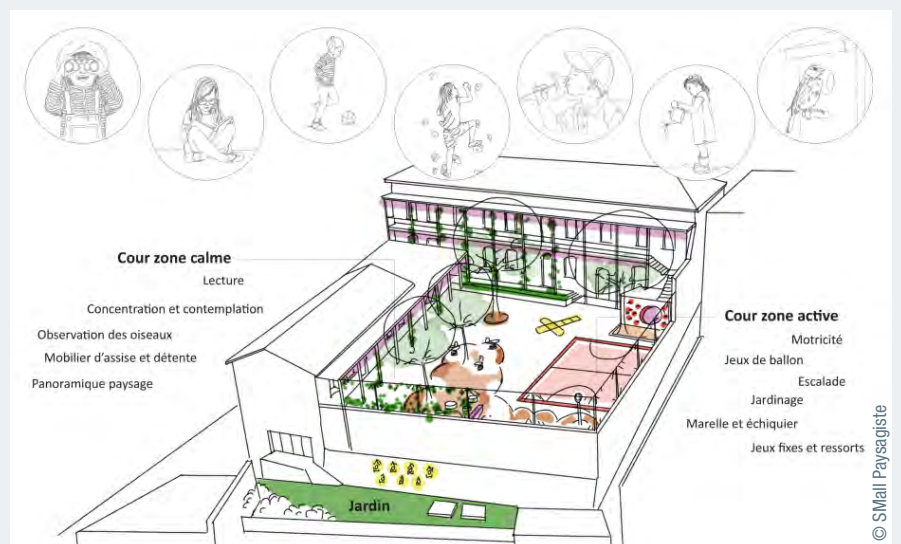 Cour zone calme
Lecture
Concentration et contemplation
Observation des oiseaux
Mobilier d'assise et détente
Panoramique paysage
Cour zone active
Motricité
Jeux de ballon
Escalade
Jardinage
Marelle et échiquier
Jeux fixes et ressorts
Jardin
© SMall Paysagiste